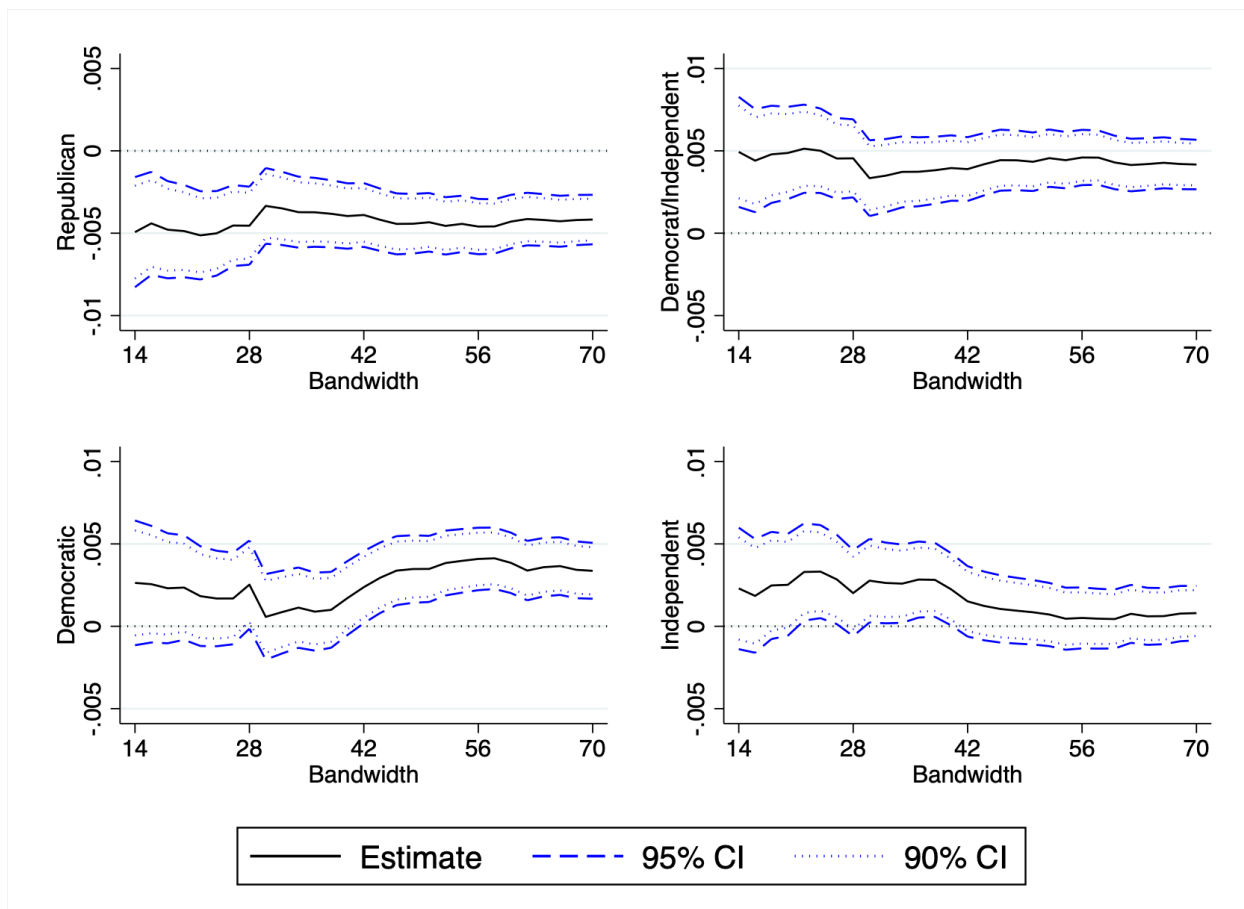 Republican
.005
0
-.005
-.01
14 28 42 56 70
Bandwidth
Democrat/Independent
.01
.005
0
-.005
14 28 42 56 70
Bandwidth
Democratic
.01
.005
0
-.005
14 28 42 56 70
Bandwidth
Independent
.01
.005
0
-.005
14 28 42 56 70
Bandwidth
Estimate 95% CI 90% CI